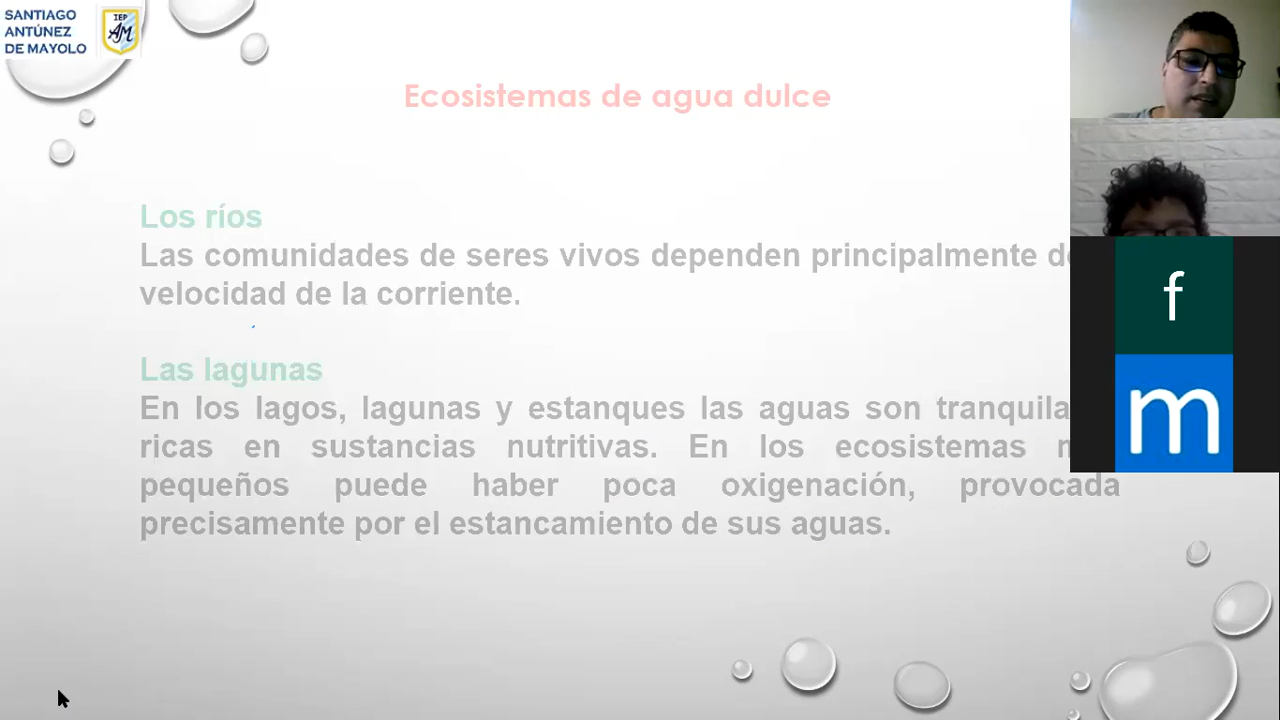 SANTIAGO
ANTÚNEZ
DE MAYOLO
IEP
AM
Ecosistemas de agua dulce
Los ríos
Las comunidades de seres vivos dependen principalmente
velocidad de la corriente.
Las lagunas
En los lagos, lagunas y estanques las aguas son
ricas en sustancias nutritivas. En los ecosistemas
pequeños puede haber poca oxigenación, provocada
precisamente por el estancamiento de sus aguas.
f
m